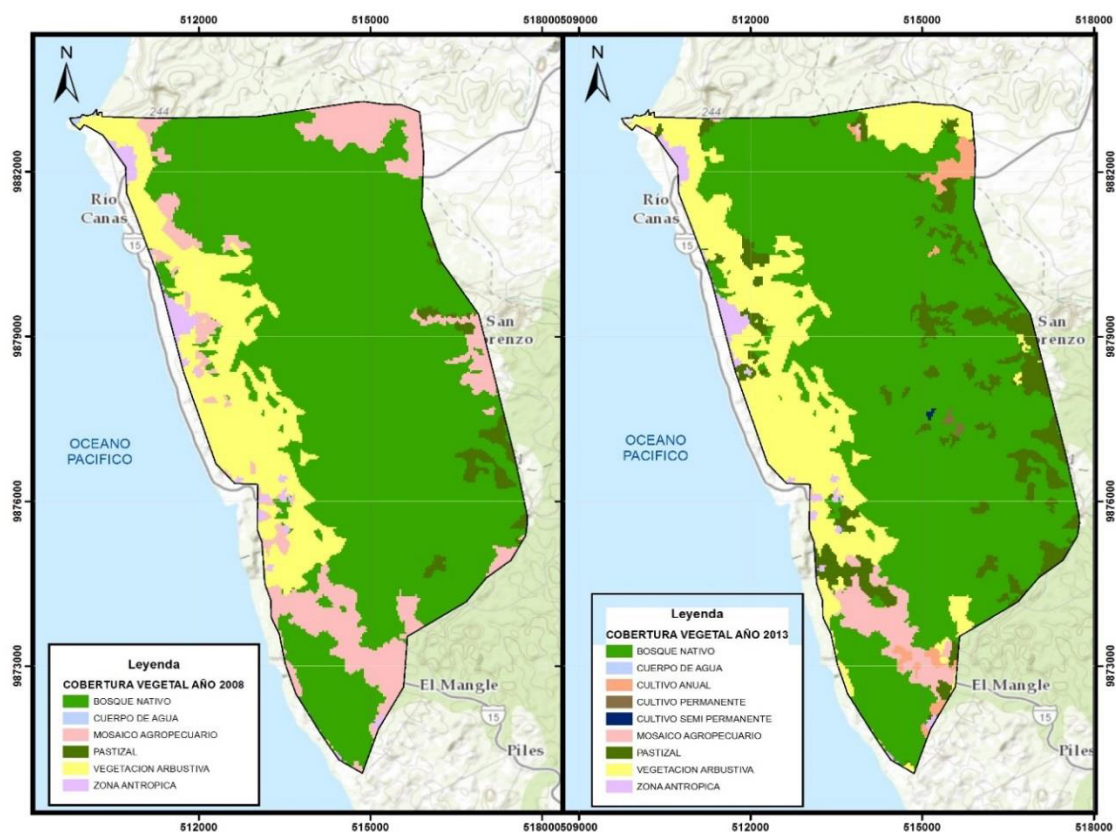 512000
515000
518000509000
512000
515000
518000
N
244
9882000
Río
Canas
15
9879000
San
orenzo
OCEANO
PACIFICO
9876000
9873000
El Mangle
15
Piles
Leyenda
COBERTURA VEGETAL AÑO 2008
BOSQUE NATIVO
CUERPO DE AGUA
MOSAICO AGROPECUARIO
PASTIZAL
VEGETACION ARBUSTIVA
ZONA ANTROPICA
N
244
9882000
Río
Canas
15
9879000
San
orenzo
OCEANO
PACIFICO
9876000
9873000
El Mangle
15
Piles
Leyenda
COBERTURA VEGETAL AÑO 2013
BOSQUE NATIVO
CUERPO DE AGUA
CULTIVO ANUAL
CULTIVO PERMANENTE
CULTIVO SEMI PERMANENTE
MOSAICO AGROPECUARIO
PASTIZAL
VEGETACION ARBUSTIVA
ZONA ANTROPICA
512000
515000
518000509000
512000
515000
518000